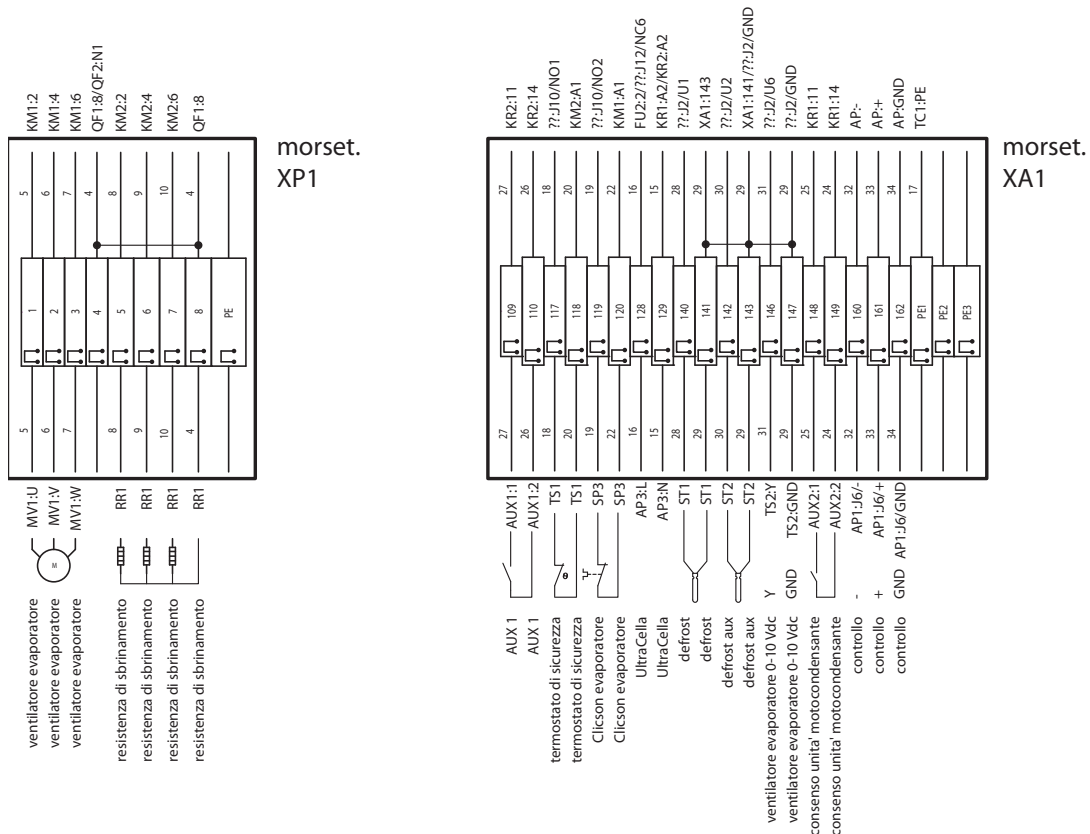 KM1:2
KM1:4
KM1:6
QF1:8/QF2:N1
KM2:2
KM2:4
KM2:6
QF1:8
morset.
XP1
5
6
7
4
8
9
10
4
1
2
3
4
5
6
7
8
PE
5
6
7
8
9
10
4
MV1:U
MV1:V
MV1:W
RR1
RR1
RR1
RR1
M
ventilatore evaporatore
ventilatore evaporatore
ventilatore evaporatore
resistenza di sbrinamento
resistenza di sbrinamento
resistenza di sbrinamento
resistenza di sbrinamento
KR2:11
KR2:14
??:J10/NO1
KM2:A1
??:J10/NO2
KM1:A1
FU2:2/??:J12/NC6
KR1:A2/KR2:A2
??:J2/U1
XA1:143
??:J2/U2
XA1:141/??:J2/GND
??:J2/U6
??:J2/GND
KR1:11
KR1:14
AP:-
AP:+
AP:GND
TC1:PE
morset.
XA1
27
26
18
20
19
22
16
15
28
29
30
29
31
29
25
24
32
33
34
17
109
110
117
118
119
120
128
129
140
141
142
143
146
147
148
149
160
161
162
PE1
PE2
PE3
27
26
18
20
19
22
16
15
28
29
30
29
31
29
25
24
32
33
34
AUX1:1
AUX1:2
TS1
TS1
SP3
SP3
AP3:L
AP3:N
ST1
ST1
ST2
ST2
TS2:Y
TS2:GND
AUX2:1
AUX2:2
AP1:J6/-
AP1:J6/+
AP1:J6/GND
θ
Y
GND
-
+
GND
AUX 1
AUX 1
termostato di sicurezza
termostato di sicurezza
Clicson evaporatore
Clicson evaporatore
UltraCella
UltraCella
defrost
defrost
defrost aux
defrost aux
ventilatore evaporatore 0-10 Vdc
ventilatore evaporatore 0-10 Vdc
consenso unita' motocondensante
consenso unita' motocondensante
controllo
controllo
controllo